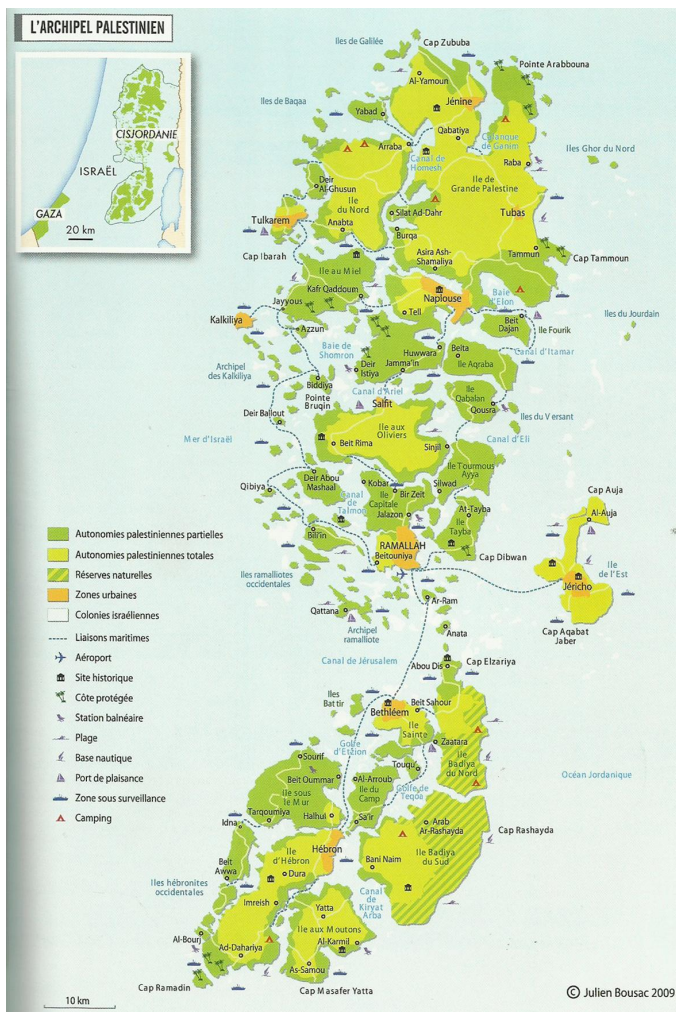 L'ARCHIPEL PALESTINIEN
CISJORDANIE
ISRAËL
GAZA
20 km
Iles de Galilée
Cap Zububa
Pointe Arabbouna
Al-Yamoun
Jénine
Iles de Baqaa
Yabad
Qabatiya
Calanque
de Ganim
Arraba
Canal de
Homesh
Raba
Iles Ghor du Nord
Deir
Al-Ghusun
Ile
du Nord
Ile de
Grande Palestine
Silat Ad-Dahr
Tubas
Tulkarem
Anabta
Burqa
Cap Ibarah
Asira Ash-
Shamaliya
Tammun
Cap Tammoun
Ile au Miel
Kafr Qaddoum
Naplouse
Baie
d'Elon
Jayyous
Tell
Kalkiliya
Azzun
Beit
Dajan
Ile Fourik
Iles du Jourdain
Baie de
Shomron
Huwwara
Beita
Canal d'Itamar
Archipel
des Kalkiliya
Deir
Istiya
Jamma'in
Ile Aqraba
Biddiya
Pointe
Bruqin
Canal d'Ariel
Salfit
Ile
Qabalan
Qousra
Iles du Versant
Deir Ballout
Ile aux
Oliviers
Mer d'Israël
Beit Rima
Sinjil
Canal d'Eli
Ile Tourmous
Ayya
Deir Abou
Mashaal
Kobar
Silwad
Qibiya
Canal
de
Talmon
Ile
Capitale
Bir Zeit
Jalazon
At-Tayba
Ile
Tayba
Cap Auja
Al-Auja
Bil'in
RAMALLAH
Beitouniya
Cap Dibwan
Ile
de l'Est
Jéricho
Iles ramalliotes
occidentales
Ar-Ram
Qattana
Archipel
ramalliote
Anata
Cap Aqabat
Jaber
Canal de Jérusalem
Abou Dis
Cap Elzariya
Iles
Battir
Beit Sahour
Bethléem
Ile
Sainte
Zaatara
Golfe
d'Etzion
Ile
Badiya
du Nord
Sourif
Touqu'
Beit Oummar
Al-Arroub
Ile du
Camp
Golfe de
Teqoa
Océan Jordanique
Ile sous
le Mur
Tarqoumiya
Halhul
Sa'ir
Idna
Arab
Ar-Rashayda
Cap Rashayda
Hébron
Ile
d'Hébron
Beit
Awwa
Dura
Bani Naim
Ile Badiya
du Sud
Iles hébronites
occidentales
Imreish
Canal
de
Kiryat
Arba
Yatta
Ile aux Moutons
Al-Bourj
Al-Karmil
Ad-Dahariya
As-Samou
Cap Ramadin
Cap Masafer Yatta
Autonomies palestiniennes partielles
Autonomies palestiniennes totales
Réserves naturelles
Zones urbaines
Colonies israéliennes
Liaisons maritimes
Aéroport
Site historique
Côte protégée
Station balnéaire
Plage
Base nautique
Port de plaisance
Zone sous surveillance
Camping
10 km
© Julien Bousac 2009